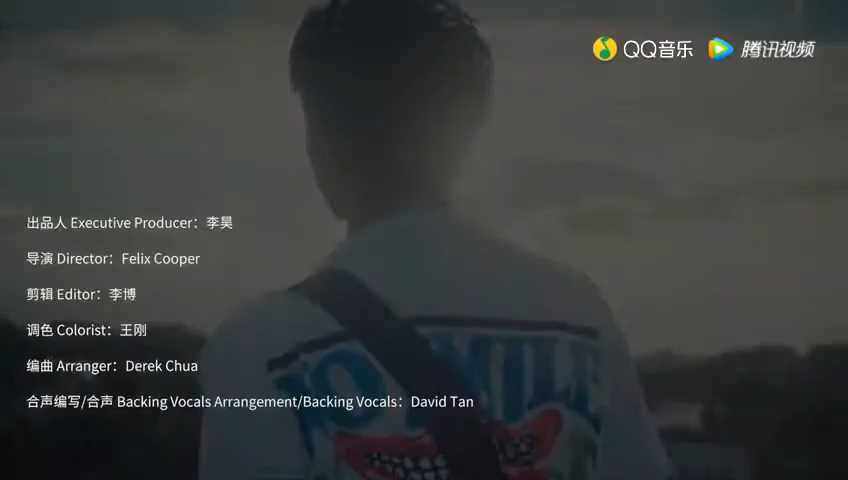 QQ音乐 腾讯视频
出品人 Executive Producer：李昊
导演 Director：Felix Cooper
剪辑 Editor：李博
调色 Colorist：王刚
编曲 Arranger：Derek Chua
合声编写/合声 Backing Vocals Arrangement/Backing Vocals：David Tan